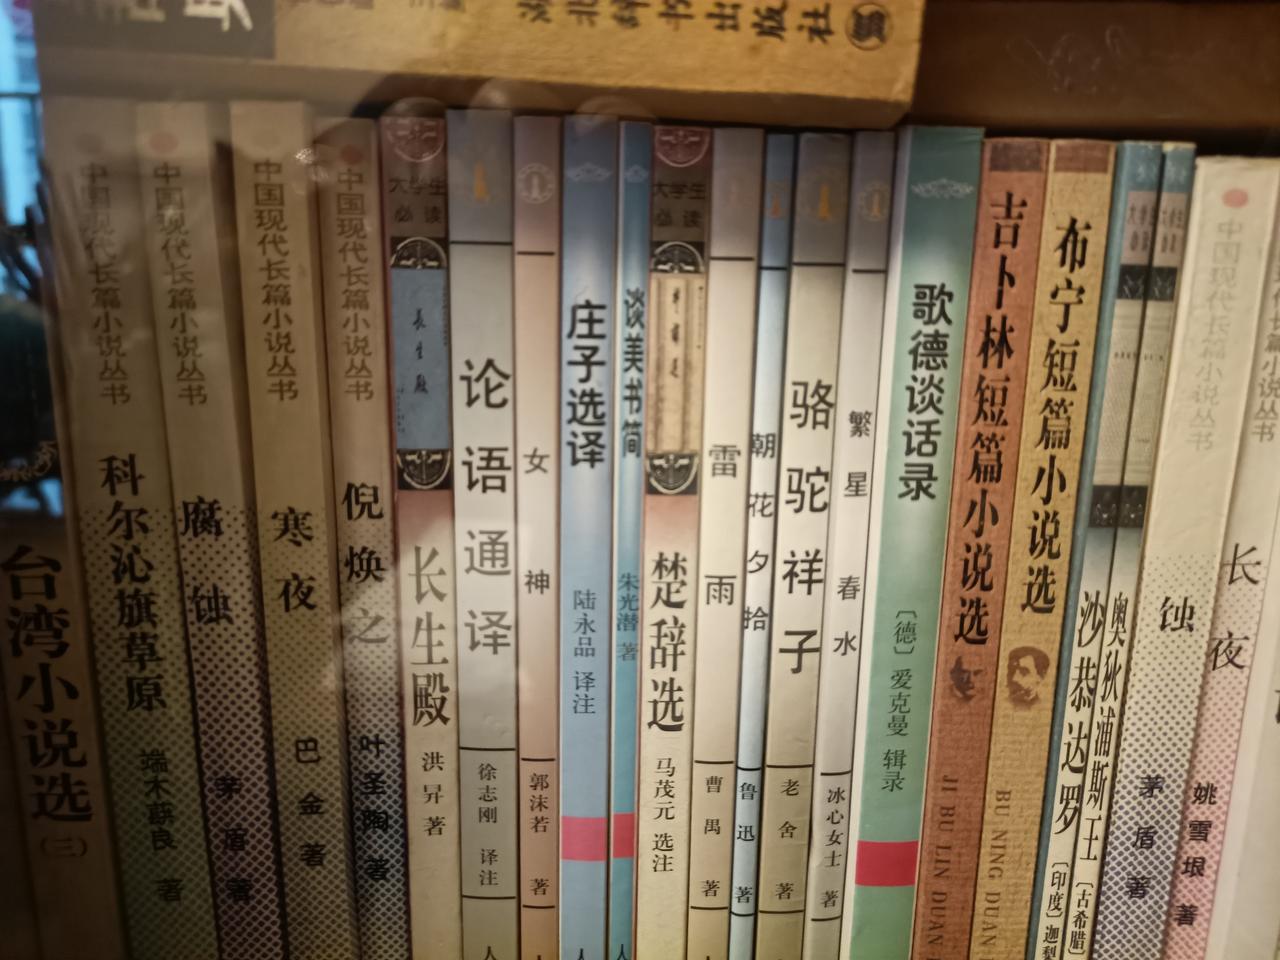 湖北辞书出版社
台湾小说选(三)
中国现代长篇小说丛书
科尔沁旗草原
端木蕻良 著
中国现代长篇小说丛书
腐蚀
茅盾 著
中国现代长篇小说丛书
寒夜
巴金 著
中国现代长篇小说丛书
倪焕之
叶圣陶 著
大学生
必读
长生殿
长生殿
洪昇 著
论语通译
徐志刚 译注
人
女神
郭沫若 著
庄子选译
陆永品 译注
人
谈美书简
朱光潜 著
人
大学生
必读
楚辞选
马茂元 选注
雷雨
曹禺 著
朝花夕拾
鲁迅 著
骆驼祥子
老舍 著
繁星 春水
冰心女士 著
歌德谈话录
〔德〕爱克曼 辑录
吉卜林短篇小说选
JI BU LIN DUAN
布宁短篇小说选
BU NING DUAN
沙恭达罗
〔印度〕迦梨
奥狄浦斯王
〔古希腊〕
中国现代长篇小说丛书
蚀
茅盾 著
长夜
姚雪垠 著
篇小说丛书